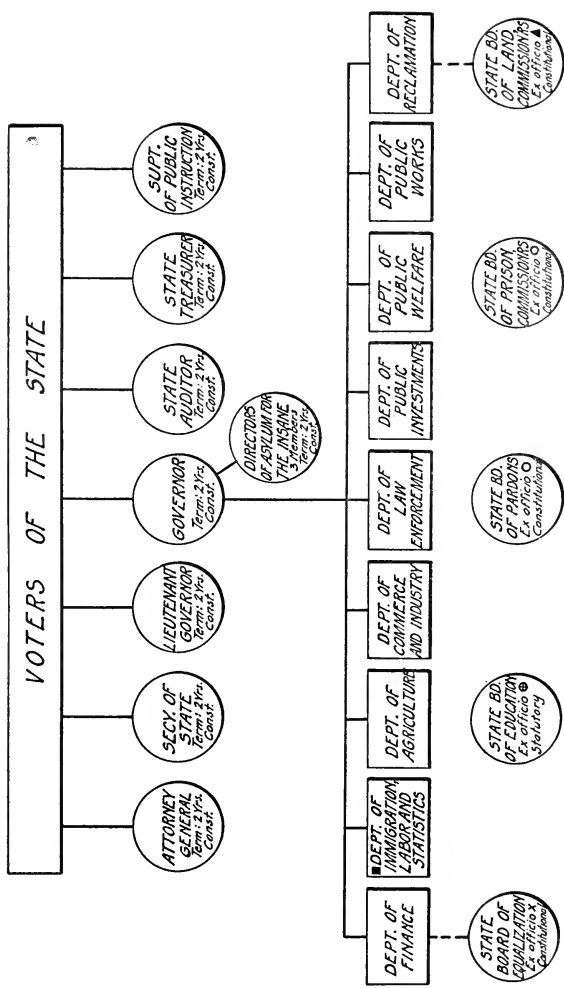 VOTERS OF THE STATE
ATTORNEY
GENERAL
Term: 2 Yrs.
Const.
SECY. OF
STATE
Term: 2 Yrs.
Const.
LIEUTENANT
GOVERNOR
Term: 2 Yrs.
Const.
GOVERNOR
Term: 2 Yrs.
Const.
STATE
AUDITOR
Term: 2 Yrs.
Const.
STATE
TREASURER
Term: 2 Yrs.
Const.
SUPT.
OF PUBLIC
INSTRUCTION
Term: 2 Yrs.
Const.
DIRECTORS
OF ASYLUM FOR
THE INSANE
3 Members
Term: 2 Yrs.
Const.
DEPT. OF
FINANCE
■DEPT. OF
IMMIGRATION,
LABOR AND
STATISTICS
DEPT. OF
AGRICULTURE
DEPT. OF
COMMERCE
AND INDUSTRY
DEPT. OF
LAW
ENFORCEMENT
DEPT. OF
PUBLIC
INVESTMENTS
DEPT. OF
PUBLIC
WELFARE
DEPT. OF
PUBLIC
WORKS
DEPT. OF
RECLAMATION
STATE
BOARD OF
EQUALIZATION
Ex officio X
Constitutional
STATE BD.
OF EDUCATION
Ex officio ⊕
Statutory
STATE BD.
OF PARDONS
Ex officio O
Constitutional
STATE BD.
OF PRISON
COMMISSION'RS
Ex officio O
Constitutional
STATE BD.
OF LAND
COMMISSION'RS
Ex officio ▲
Constitutional